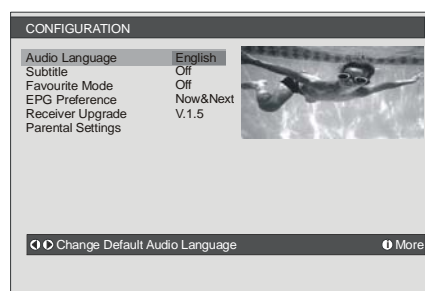 CONFIGURATION
Audio Language English
Subtitle Off
Favourite Mode Off
EPG Preference Now&Next
Receiver Upgrade V.1.5
Parental Settings
Change Default Audio Language i More